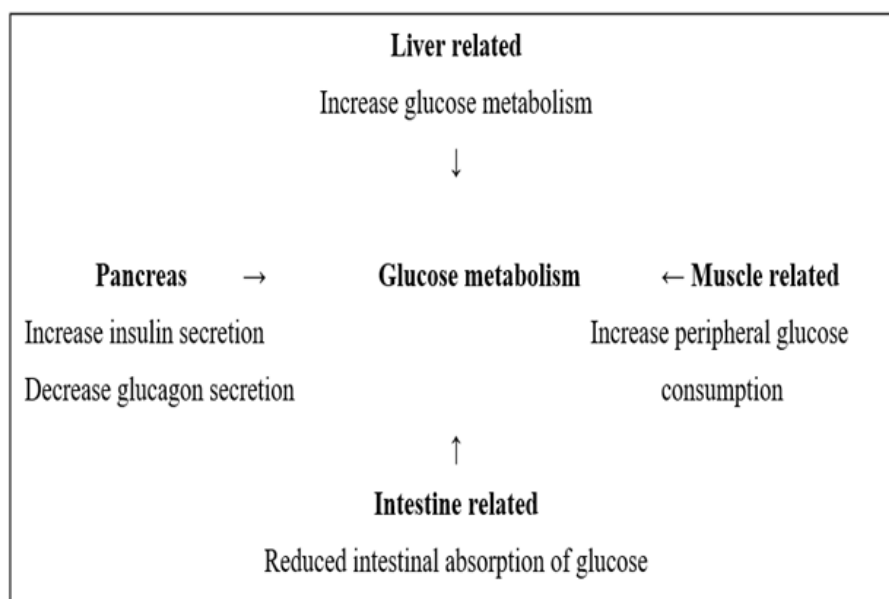 Liver related
Increase glucose metabolism
↓
Pancreas → Glucose metabolism ← Muscle related
Increase insulin secretion Increase peripheral glucose
Decrease glucagon secretion consumption
↑
Intestine related
Reduced intestinal absorption of glucose